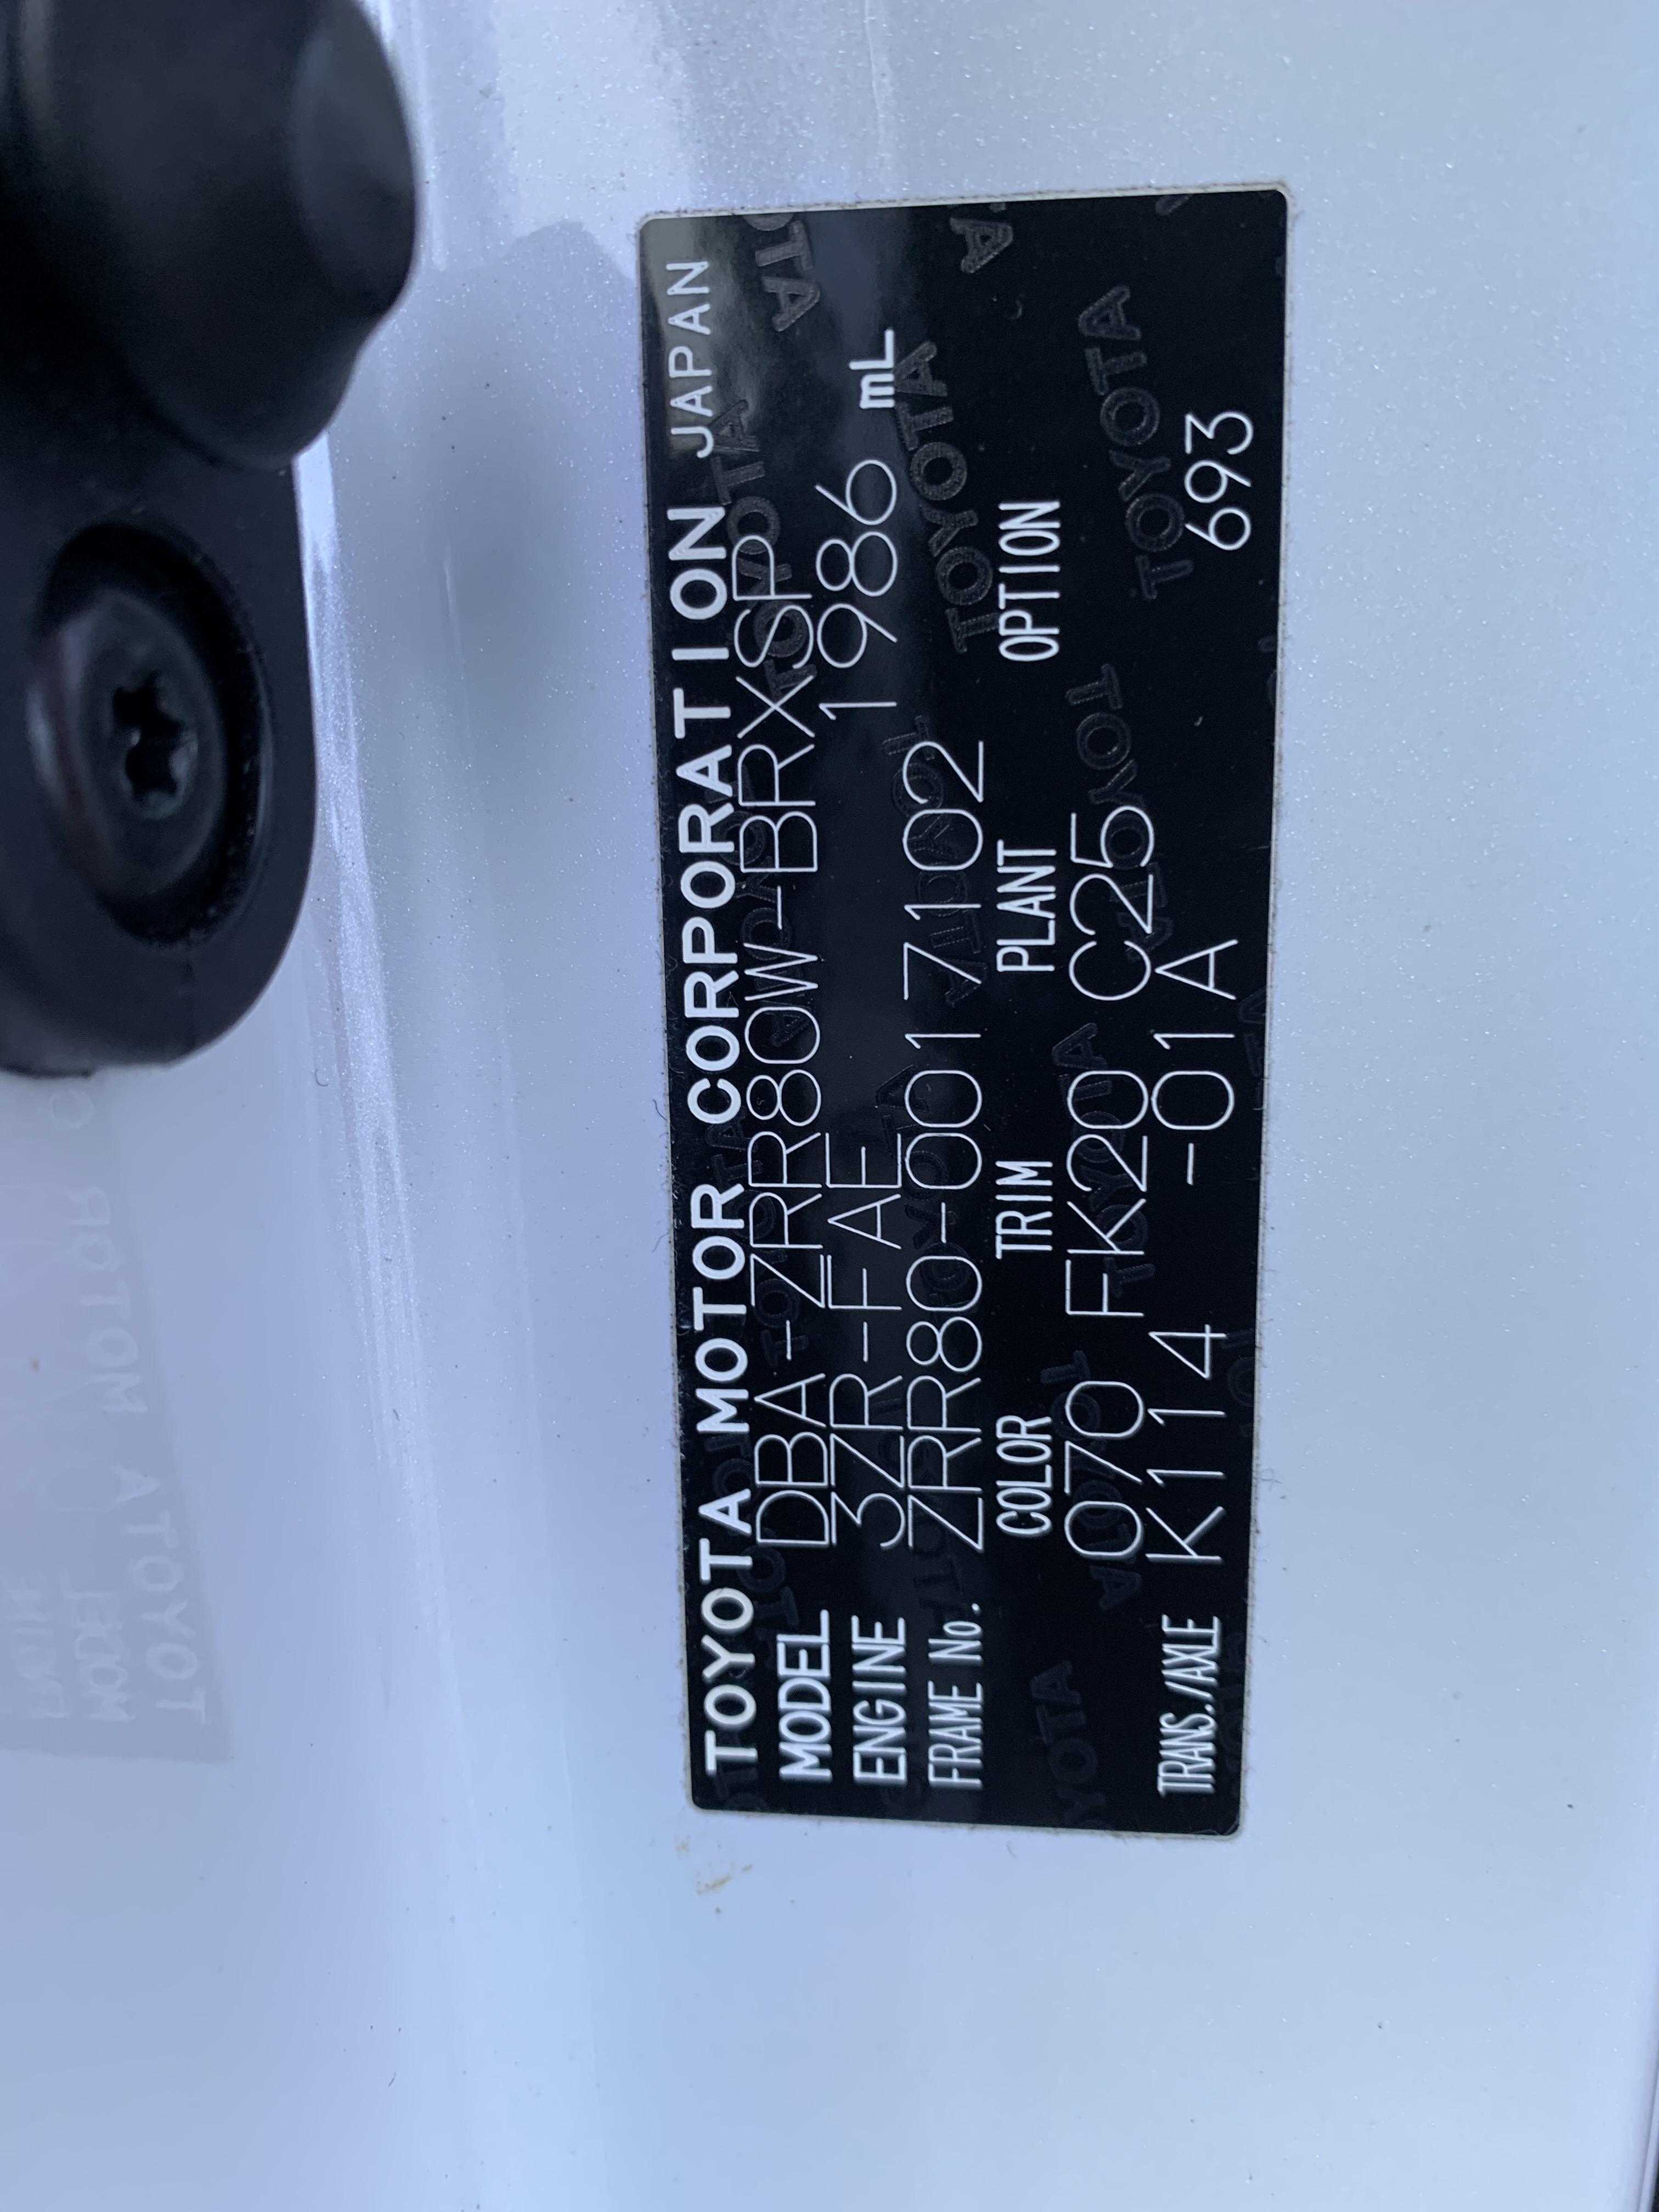 TOYOTA MOTOR CORPORATION JAPAN
MODEL DBA-ZRR80W-BRXSP
ENGINE 3ZR-FAE 1986 mL
FRAME No. ZRR80-0017102
COLOR TRIM PLANT OPTION
070 FK20 C25
TRANS./AXLE K114 -01A 693